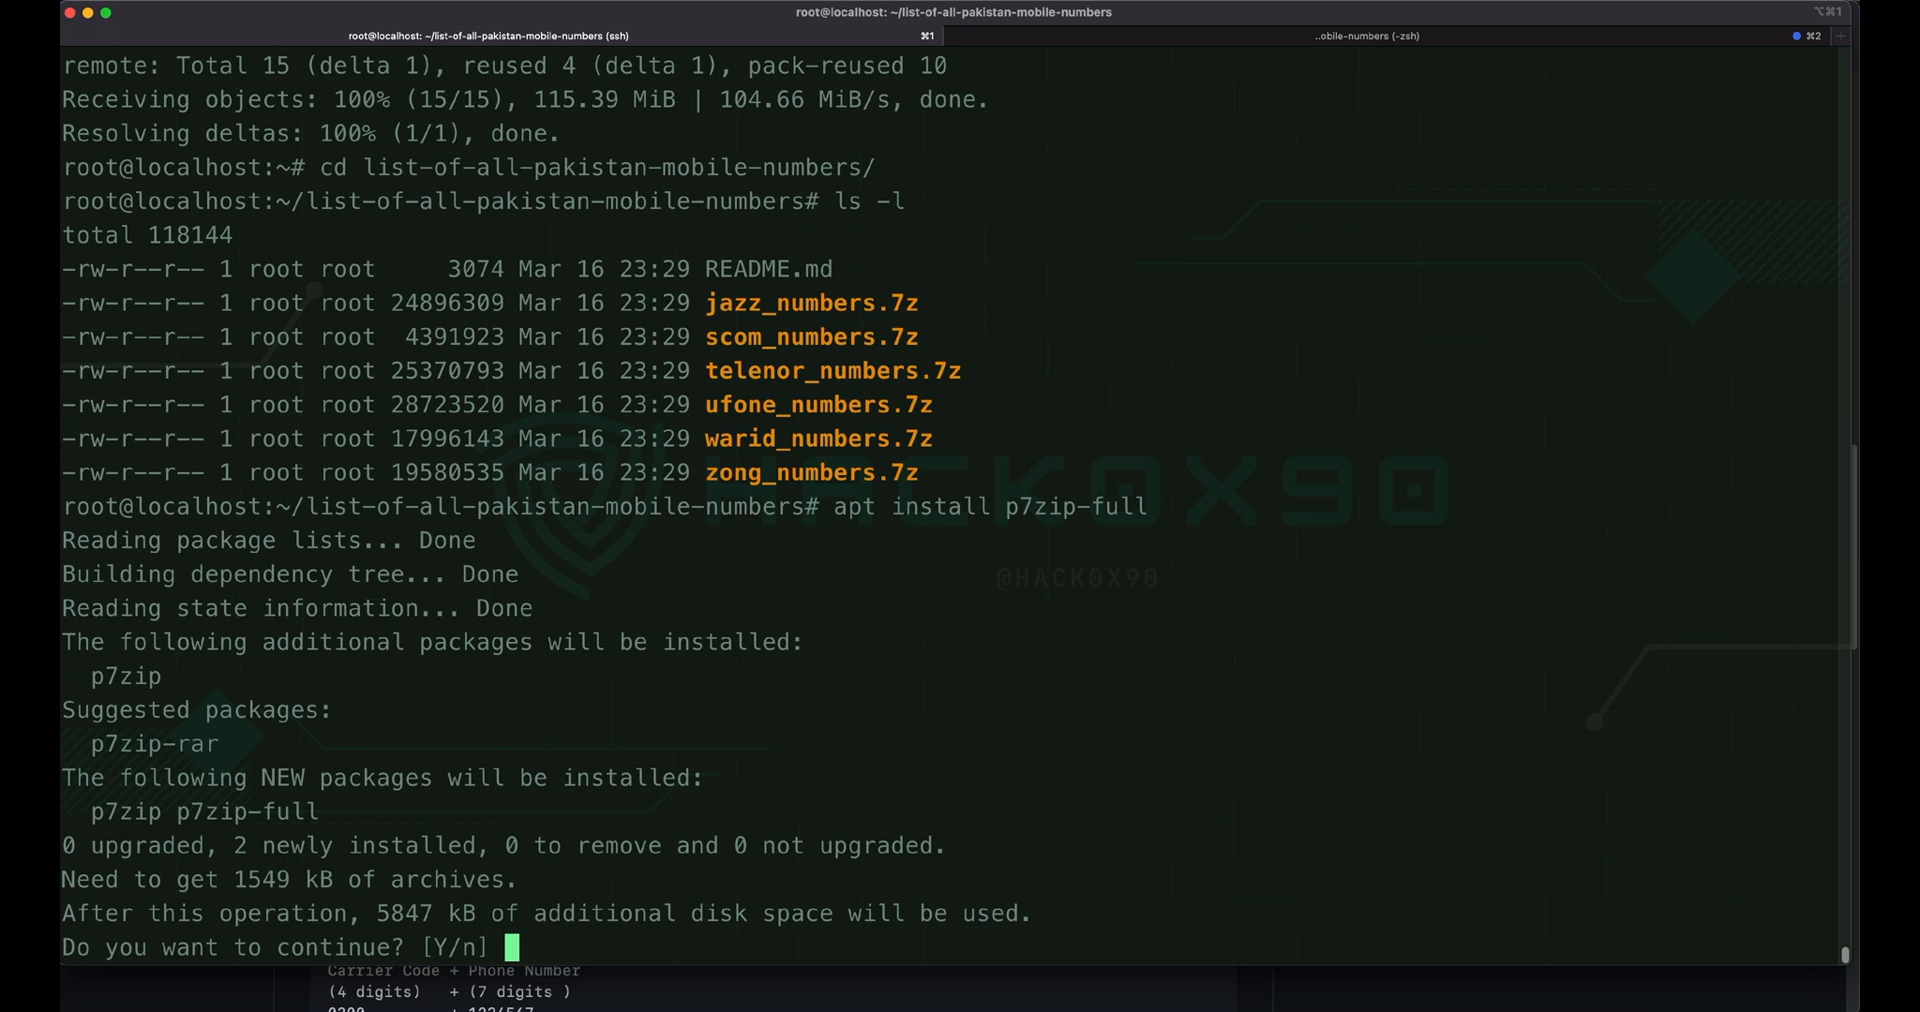 root@localhost: ~/list-of-all-pakistan-mobile-numbers
⌥⌘1
root@localhost: ~/list-of-all-pakistan-mobile-numbers (ssh)
⌘1
..obile-numbers (-zsh)
⌘2
remote: Total 15 (delta 1), reused 4 (delta 1), pack-reused 10
Receiving objects: 100% (15/15), 115.39 MiB | 104.66 MiB/s, done.
Resolving deltas: 100% (1/1), done.
root@localhost:~# cd list-of-all-pakistan-mobile-numbers/
root@localhost:~/list-of-all-pakistan-mobile-numbers# ls -l
total 118144
-rw-r--r-- 1 root root     3074 Mar 16 23:29 README.md
-rw-r--r-- 1 root root 24896309 Mar 16 23:29 jazz_numbers.7z
-rw-r--r-- 1 root root  4391923 Mar 16 23:29 scom_numbers.7z
-rw-r--r-- 1 root root 25370793 Mar 16 23:29 telenor_numbers.7z
-rw-r--r-- 1 root root 28723520 Mar 16 23:29 ufone_numbers.7z
-rw-r--r-- 1 root root 17996143 Mar 16 23:29 warid_numbers.7z
-rw-r--r-- 1 root root 19580535 Mar 16 23:29 zong_numbers.7z
HACK0X90
root@localhost:~/list-of-all-pakistan-mobile-numbers# apt install p7zip-full
Reading package lists... Done
Building dependency tree... Done
@HACK0X90
Reading state information... Done
The following additional packages will be installed:
  p7zip
Suggested packages:
  p7zip-rar
The following NEW packages will be installed:
  p7zip p7zip-full
0 upgraded, 2 newly installed, 0 to remove and 0 not upgraded.
Need to get 1549 kB of archives.
After this operation, 5847 kB of additional disk space will be used.
Do you want to continue? [Y/n]
Carrier Code + Phone Number
(4 digits)   + (7 digits )
0300         + 1234567